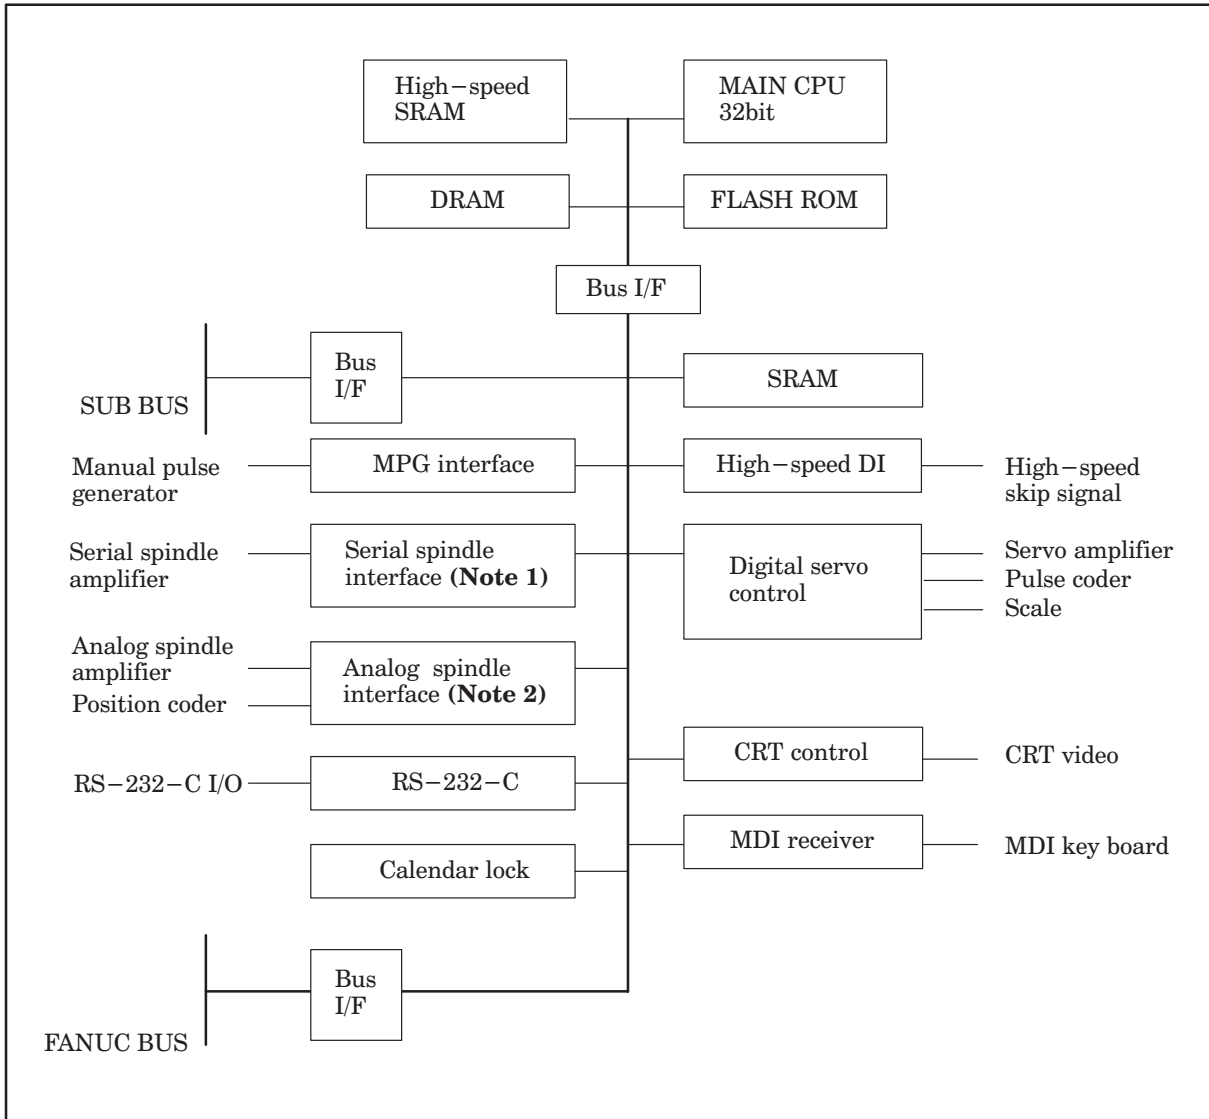 High-speed
SRAM
MAIN CPU
32bit
DRAM
FLASH ROM
Bus I/F
Bus
I/F
SRAM
SUB BUS
Manual pulse
generator
MPG interface
High-speed DI
High-speed
skip signal
Serial spindle
amplifier
Serial spindle
interface (Note 1)
Digital servo
control
Servo amplifier
Pulse coder
Scale
Analog spindle
amplifier
Position coder
Analog spindle
interface (Note 2)
CRT control
CRT video
RS-232-C I/O
RS-232-C
MDI receiver
MDI key board
Calendar lock
Bus
I/F
FANUC BUS